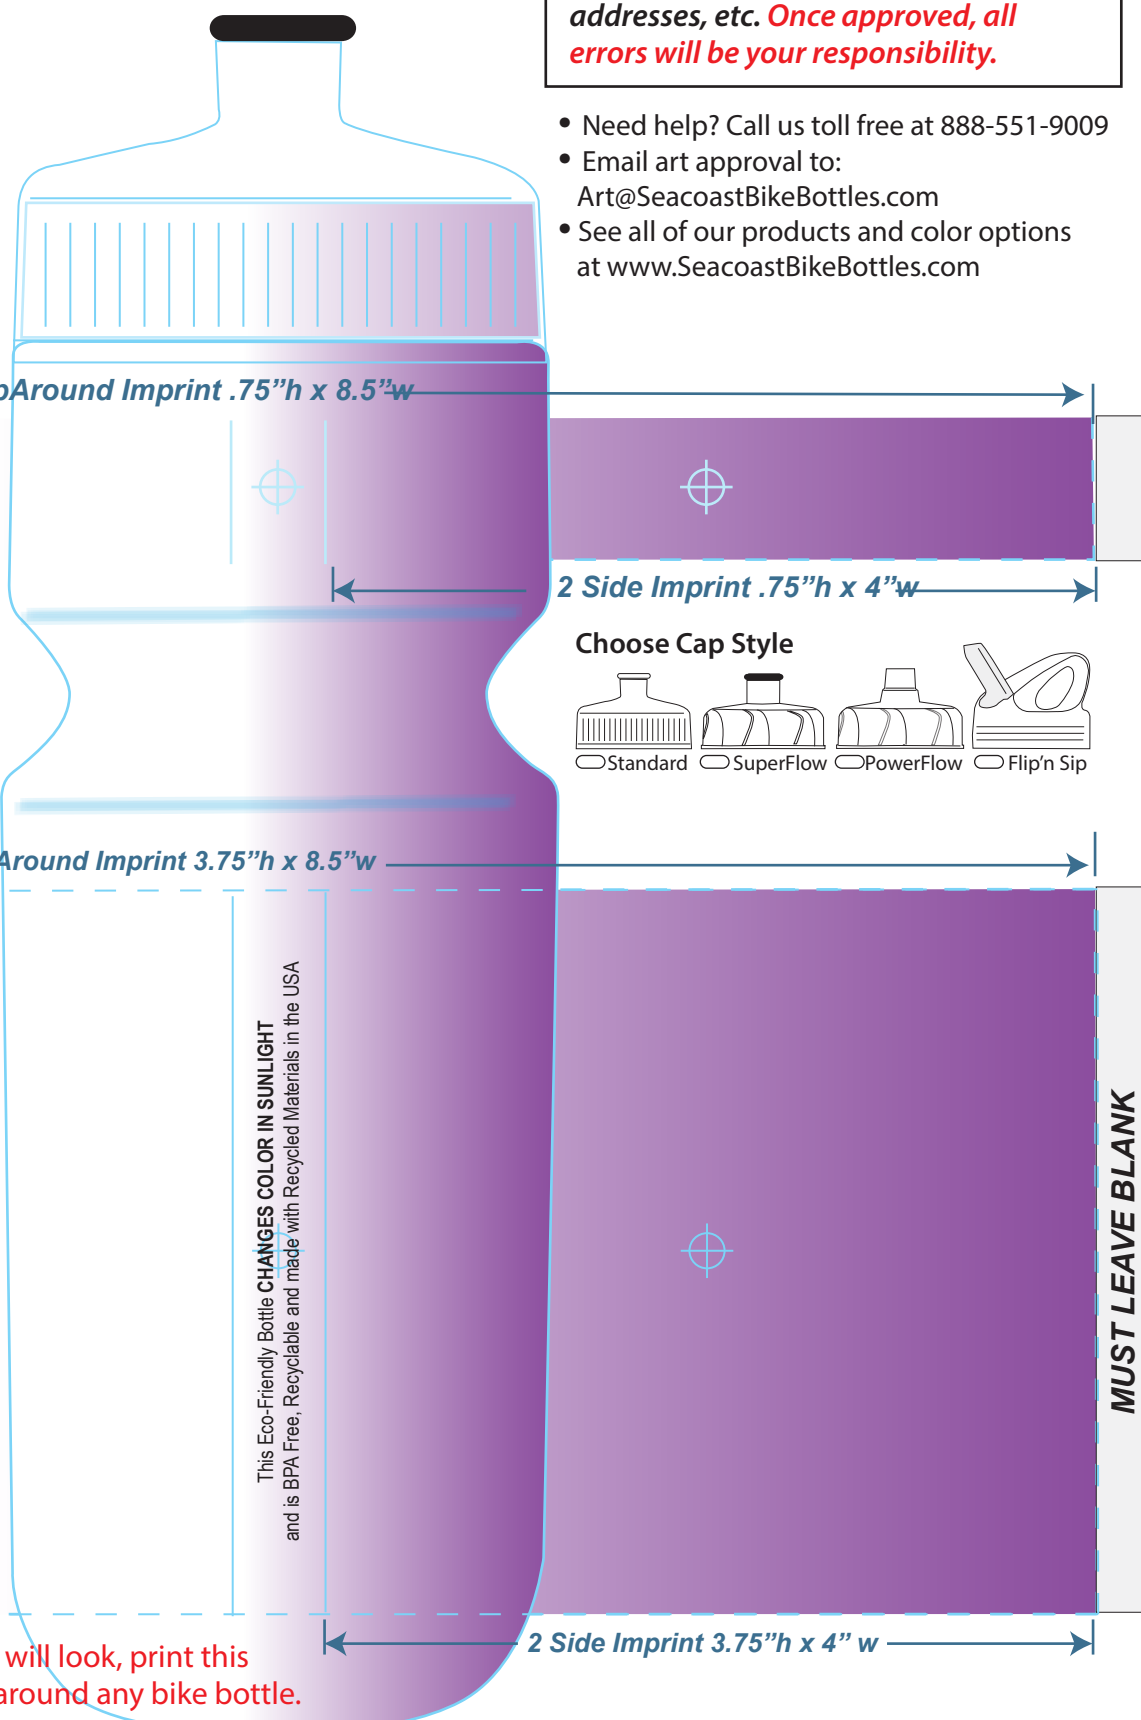 addresses, etc. Once approved, all
errors will be your responsibility.
• Need help? Call us toll free at 888-551-9009
• Email art approval to:
Art@SeacoastBikeBottles.com
• See all of our products and color options
at www.SeacoastBikeBottles.com
Around Imprint .75”h x 8.5”w
2 Side Imprint .75”h x 4”w
Choose Cap Style
Standard SuperFlow PowerFlow Flip’n Sip
Around Imprint 3.75”h x 8.5”w
This Eco-Friendly Bottle CHANGES COLOR IN SUNLIGHT
and is BPA Free, Recyclable and made with Recycled Materials in the USA
MUST LEAVE BLANK
2 Side Imprint 3.75”h x 4” w
will look, print this
around any bike bottle.